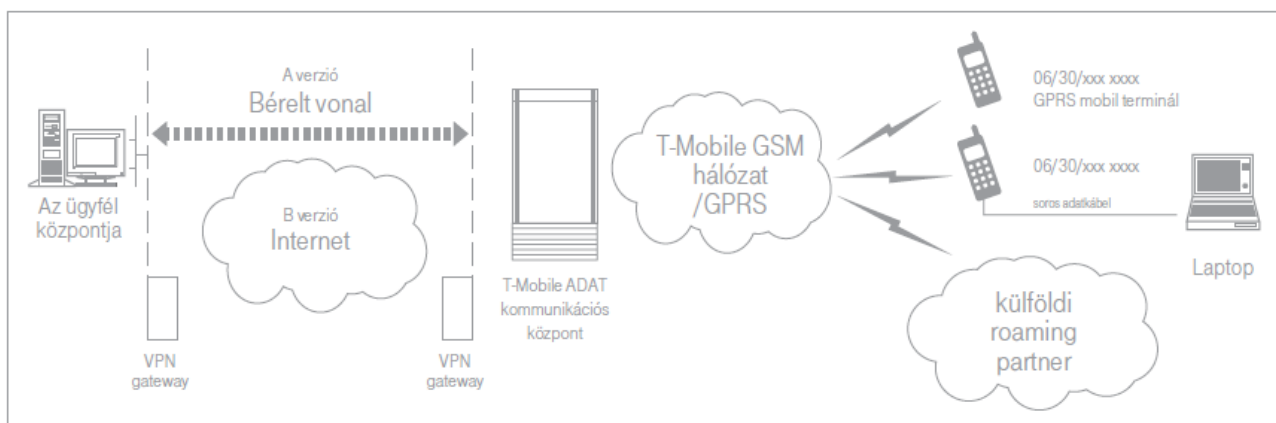 A verzió
Bérelt vonal
Az ügyfél
központja
B verzió
Internet
VPN
gateway
VPN
gateway
T-Mobile ADAT
kommunikációs
központ
T-Mobile GSM
hálózat
/GPRS
06/30/xxx xxxx
GPRS mobil terminál
06/30/xxx xxxx
soros adatkábel
Laptop
külföldi
roaming
partner